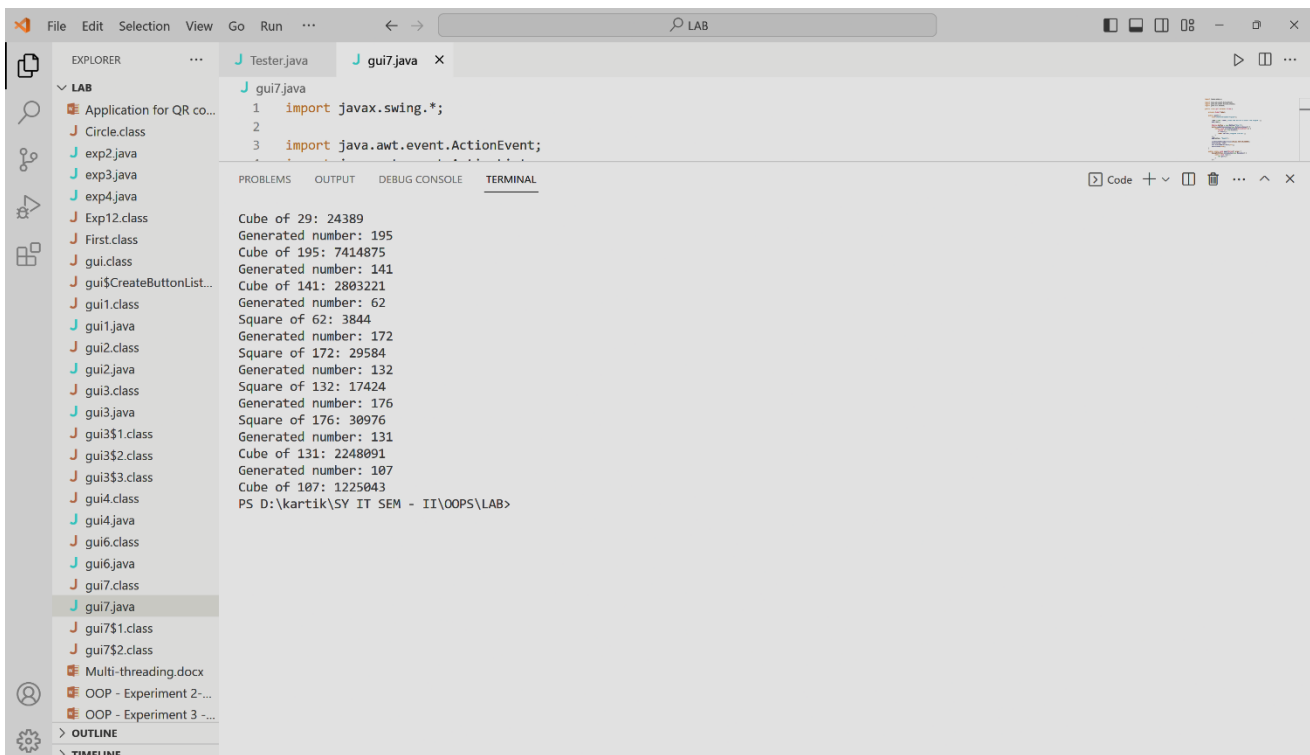 File Edit Selection View Go Run ··· ← → LAB
EXPLORER ···
LAB
Application for QR co...
Circle.class
exp2.java
exp3.java
exp4.java
Exp12.class
First.class
gui.class
gui$CreateButtonList...
gui1.class
gui1.java
gui2.class
gui2.java
gui3.class
gui3.java
gui3$1.class
gui3$2.class
gui3$3.class
gui4.class
gui4.java
gui6.class
gui6.java
gui7.class
gui7.java
gui7$1.class
gui7$2.class
Multi-threading.docx
OOP - Experiment 2-...
OOP - Experiment 3 -...
OUTLINE
TIMELINE
J Tester.java J gui7.java ×
J gui7.java
1 import javax.swing.*;
2
3 import java.awt.event.ActionEvent;
PROBLEMS OUTPUT DEBUG CONSOLE TERMINAL Code
Cube of 29: 24389
Generated number: 195
Cube of 195: 7414875
Generated number: 141
Cube of 141: 2803221
Generated number: 62
Square of 62: 3844
Generated number: 172
Square of 172: 29584
Generated number: 132
Square of 132: 17424
Generated number: 176
Square of 176: 30976
Generated number: 131
Cube of 131: 2248091
Generated number: 107
Cube of 107: 1225043
PS D:\kartik\SY IT SEM - II\OOPS\LAB>